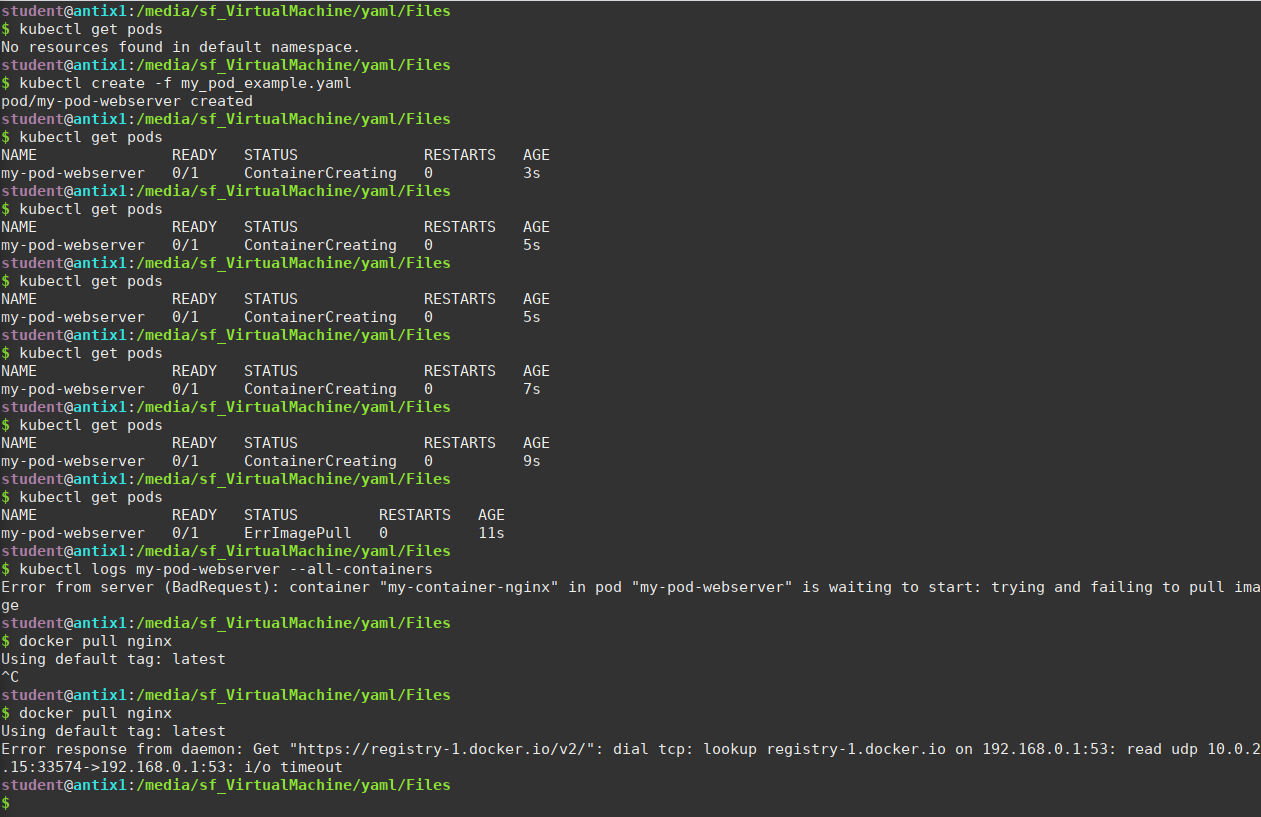 student@antix1:/media/sf_VirtualMachine/yaml/Files
$ kubectl get pods
No resources found in default namespace.
student@antix1:/media/sf_VirtualMachine/yaml/Files
$ kubectl create -f my_pod_example.yaml
pod/my-pod-webserver created
student@antix1:/media/sf_VirtualMachine/yaml/Files
$ kubectl get pods
NAME               READY   STATUS              RESTARTS   AGE
my-pod-webserver   0/1     ContainerCreating   0          3s
student@antix1:/media/sf_VirtualMachine/yaml/Files
$ kubectl get pods
NAME               READY   STATUS              RESTARTS   AGE
my-pod-webserver   0/1     ContainerCreating   0          5s
student@antix1:/media/sf_VirtualMachine/yaml/Files
$ kubectl get pods
NAME               READY   STATUS              RESTARTS   AGE
my-pod-webserver   0/1     ContainerCreating   0          5s
student@antix1:/media/sf_VirtualMachine/yaml/Files
$ kubectl get pods
NAME               READY   STATUS              RESTARTS   AGE
my-pod-webserver   0/1     ContainerCreating   0          7s
student@antix1:/media/sf_VirtualMachine/yaml/Files
$ kubectl get pods
NAME               READY   STATUS              RESTARTS   AGE
my-pod-webserver   0/1     ContainerCreating   0          9s
student@antix1:/media/sf_VirtualMachine/yaml/Files
$ kubectl get pods
NAME               READY   STATUS         RESTARTS   AGE
my-pod-webserver   0/1     ErrImagePull   0          11s
student@antix1:/media/sf_VirtualMachine/yaml/Files
$ kubectl logs my-pod-webserver --all-containers
Error from server (BadRequest): container "my-container-nginx" in pod "my-pod-webserver" is waiting to start: trying and failing to pull ima
ge
student@antix1:/media/sf_VirtualMachine/yaml/Files
$ docker pull nginx
Using default tag: latest
^C
student@antix1:/media/sf_VirtualMachine/yaml/Files
$ docker pull nginx
Using default tag: latest
Error response from daemon: Get "https://registry-1.docker.io/v2/": dial tcp: lookup registry-1.docker.io on 192.168.0.1:53: read udp 10.0.2
.15:33574->192.168.0.1:53: i/o timeout
student@antix1:/media/sf_VirtualMachine/yaml/Files
$